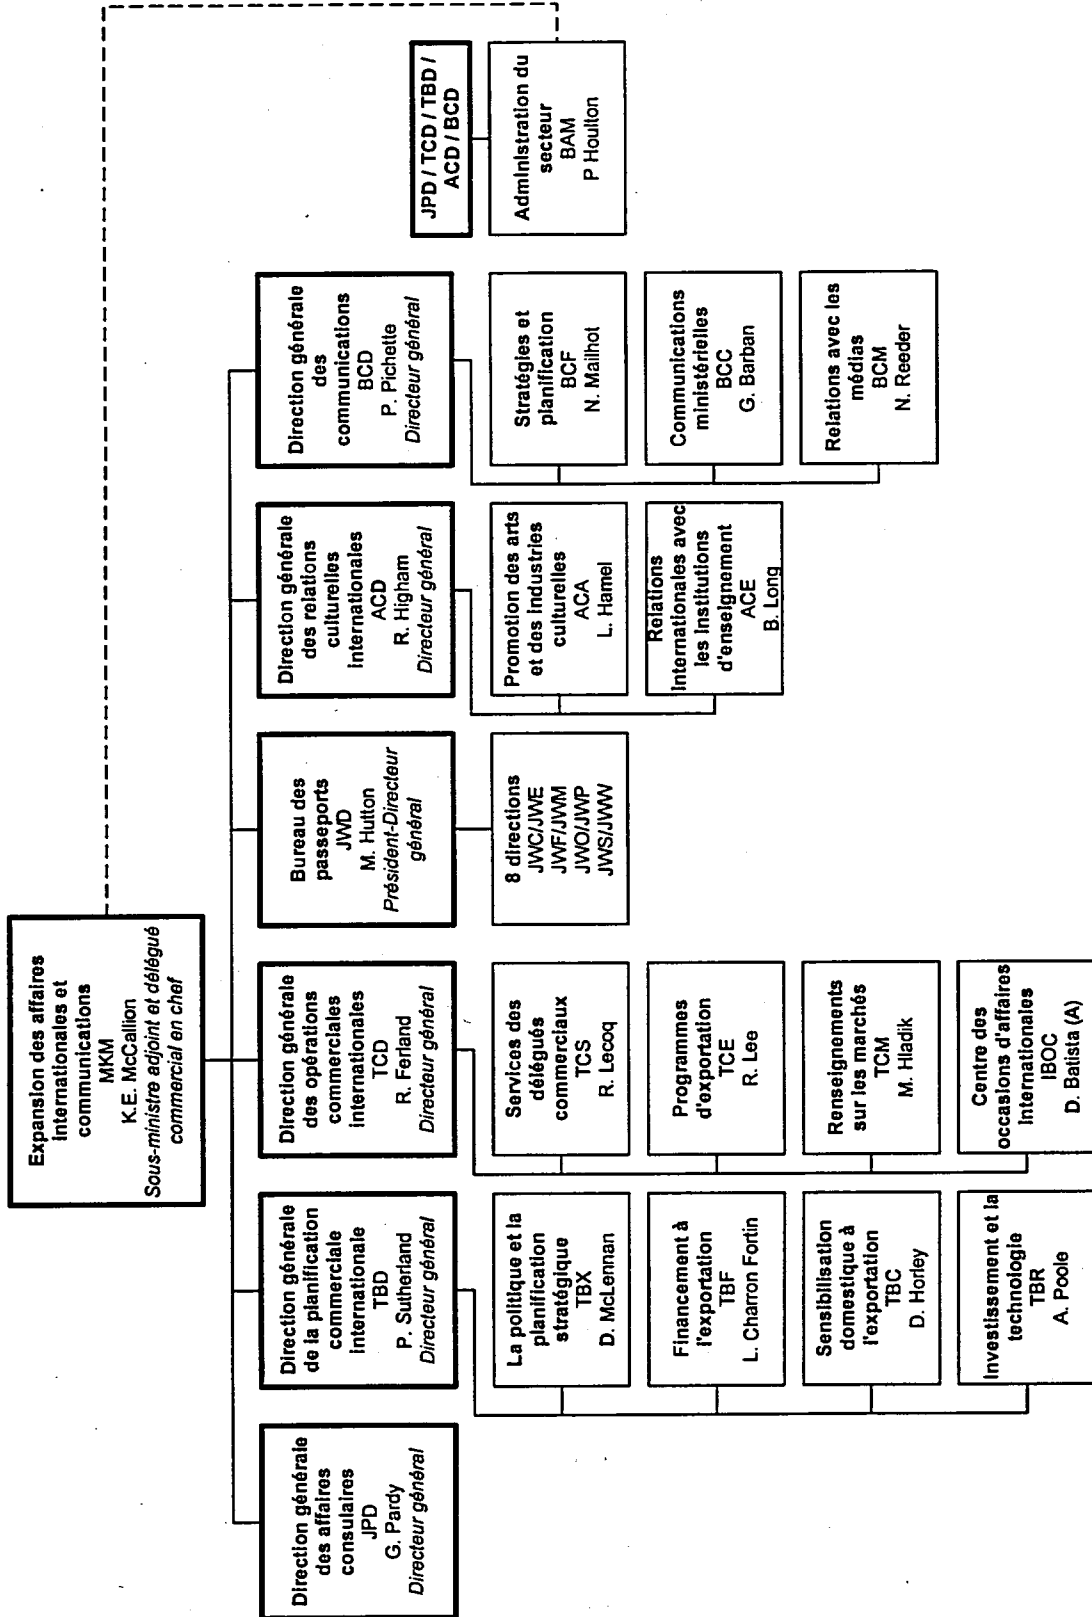 Expansion des affaires
internationales et
communications
MKM
K.E. McCallion
Sous-ministre adjoint et délégué
commercial en chef
Direction générale
des affaires
consulaires
JPD
G. Pardy
Directeur général
Direction générale
de la planification
commerciale
internationale
TBD
P. Sutherland
Directeur général
La politique et la
planification
stratégique
TBX
D. McLennan
Financement à
l'exportation
TBF
L. Charron Fortin
Sensibilisation
domestique à
l'exportation
TBC
D. Horley
Investissement et la
technologie
TBR
A. Poole
Direction générale
des opérations
commerciales
internationales
TCD
R. Ferland
Directeur général
Services des
délégués
commerciaux
TCS
R. Lecoq
Programmes
d'exportation
TCE
R. Lee
Renseignements
sur les marchés
TCM
M. Hladik
Centre des
occasions d'affaires
internationales
IBOC
D. Batista (A)
Bureau des
passeports
JWD
M. Hutton
Président-Directeur
général
8 directions
JWC/JWE
JWF/JWM
JWO/JWP
JWS/JWW
Direction générale
des relations
culturelles
internationales
ACD
R. Higham
Directeur général
Promotion des arts
et des industries
culturelles
ACA
L. Hamel
Relations
internationales avec
les institutions
d'enseignement
ACE
B. Long
Direction générale
des
communications
BCD
P. Pichette
Directeur général
Stratégies et
planification
BCF
N. Mailhot
Communications
ministérielles
BCC
G. Barban
Relations avec les
médias
BCM
N. Reeder
JPD / TCD / TBD /
ACD / BCD
Administration du
secteur
BAM
P Houlton